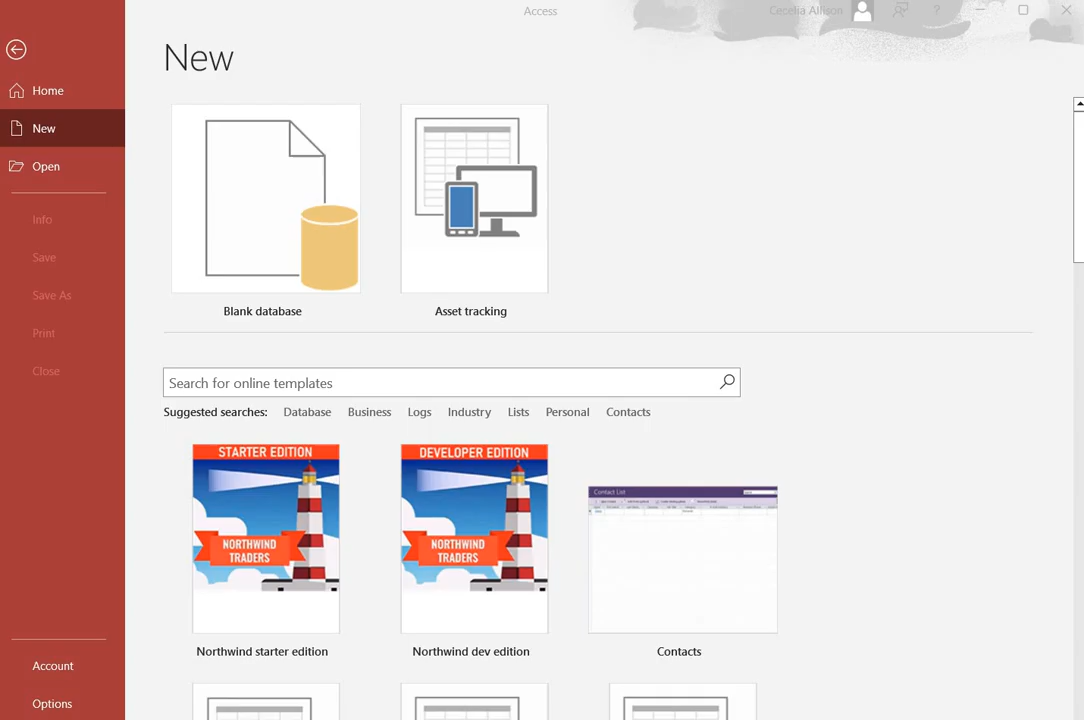 Access
Cecelia Allison
?
New
Home
New
Open
Info
Save
Save As
Print
Close
Account
Options
Blank database
Asset tracking
Search for online templates
Suggested searches: Database Business Logs Industry Lists Personal Contacts
STARTER EDITION
NORTHWIND
TRADERS
Northwind starter edition
DEVELOPER EDITION
NORTHWIND
TRADERS
Northwind dev edition
Contact List
Contacts